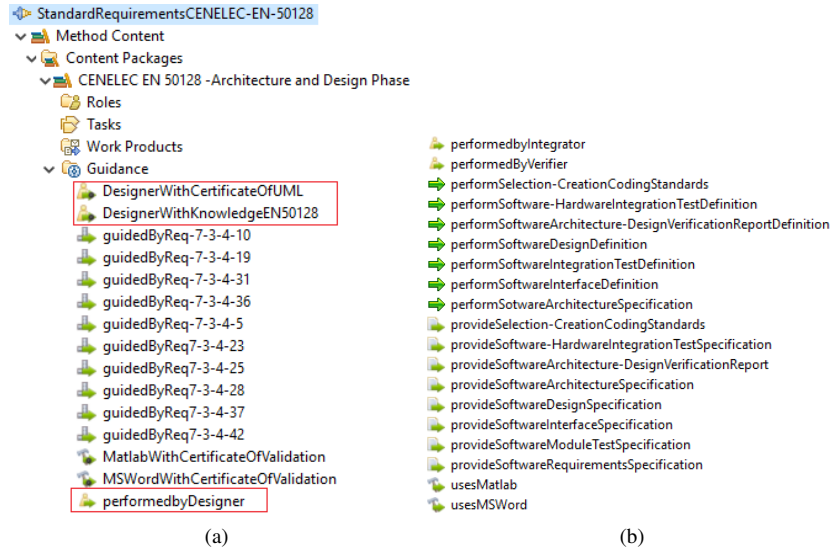 StandardRequirementsCENELEC-EN-50128
Method Content
Content Packages
CENELEC EN 50128 -Architecture and Design Phase
Roles
Tasks
Work Products
Guidance
DesignerWithCertificateOfUML
DesignerWithKnowledgeEN50128
guidedByReq-7-3-4-10
guidedByReq-7-3-4-19
guidedByReq-7-3-4-31
guidedByReq-7-3-4-36
guidedByReq-7-3-4-5
guidedByReq7-3-4-23
guidedByReq7-3-4-25
guidedByReq7-3-4-28
guidedByReq7-3-4-37
guidedByReq7-3-4-42
MatlabWithCertificateOfValidation
MSWordWithCertificateOfValidation
performedbyDesigner
(a)
performedbyIntegrator
performedByVerifier
performSelection-CreationCodingStandards
performSoftware-HardwareIntegrationTestDefinition
performSoftwareArchitecture-DesignVerificationReportDefinition
performSoftwareDesignDefinition
performSoftwareIntegrationTestDefinition
performSoftwareInterfaceDefinition
performSotwareArchitectureSpecification
provideSelection-CreationCodingStandards
provideSoftware-HardwareIntegrationTestSpecification
provideSoftwareArchitecture-DesignVerificationReport
provideSoftwareArchitectureSpecification
provideSoftwareDesignSpecification
provideSoftwareInterfaceSpecification
provideSoftwareModuleTestSpecification
provideSoftwareRequirementsSpecification
usesMatlab
usesMSWord
(b)